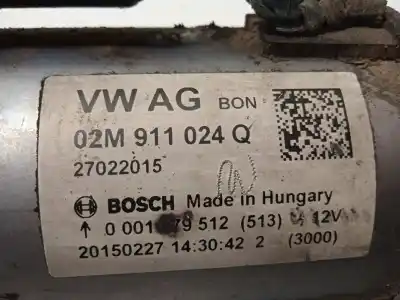 VW AG BON
02M 911 024 Q
27022015
BOSCH Made in Hungary
0 001 79 512 (513) 12V
20150227 14:30:42 2 (3000)